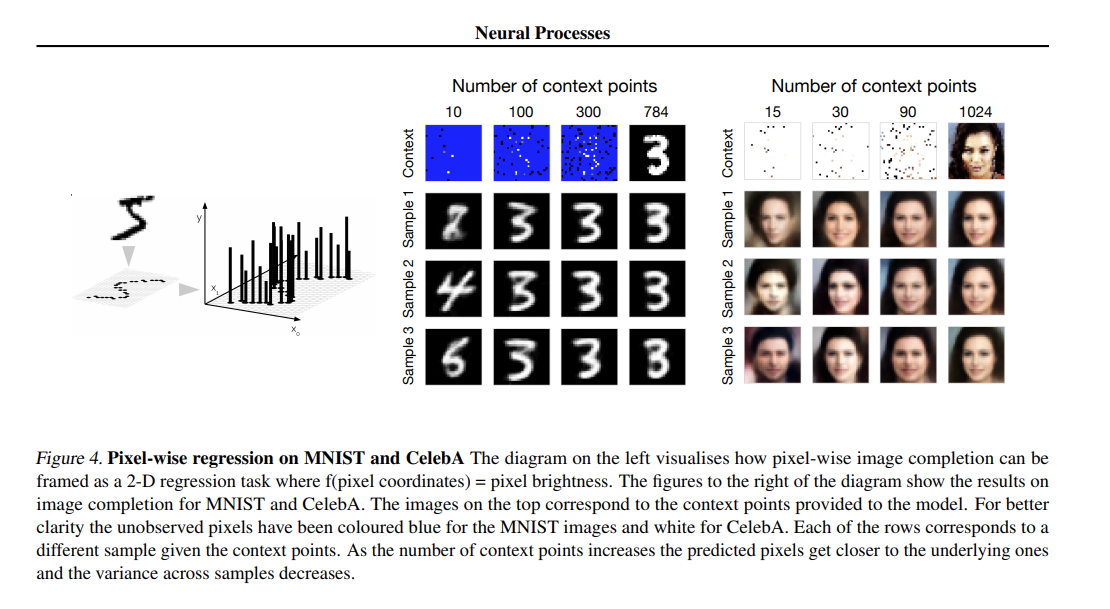 Neural Processes
Number of context points
10 100 300 784
Context
Sample 1
Sample 2
Sample 3
Number of context points
15 30 90 1024
Context
Sample 1
Sample 2
Sample 3
y
x1
x0
Figure 4. Pixel-wise regression on MNIST and CelebA The diagram on the left visualises how pixel-wise image completion can be
framed as a 2-D regression task where f(pixel coordinates) = pixel brightness. The figures to the right of the diagram show the results on
image completion for MNIST and CelebA. The images on the top correspond to the context points provided to the model. For better
clarity the unobserved pixels have been coloured blue for the MNIST images and white for CelebA. Each of the rows corresponds to a
different sample given the context points. As the number of context points increases the predicted pixels get closer to the underlying ones
and the variance across samples decreases.